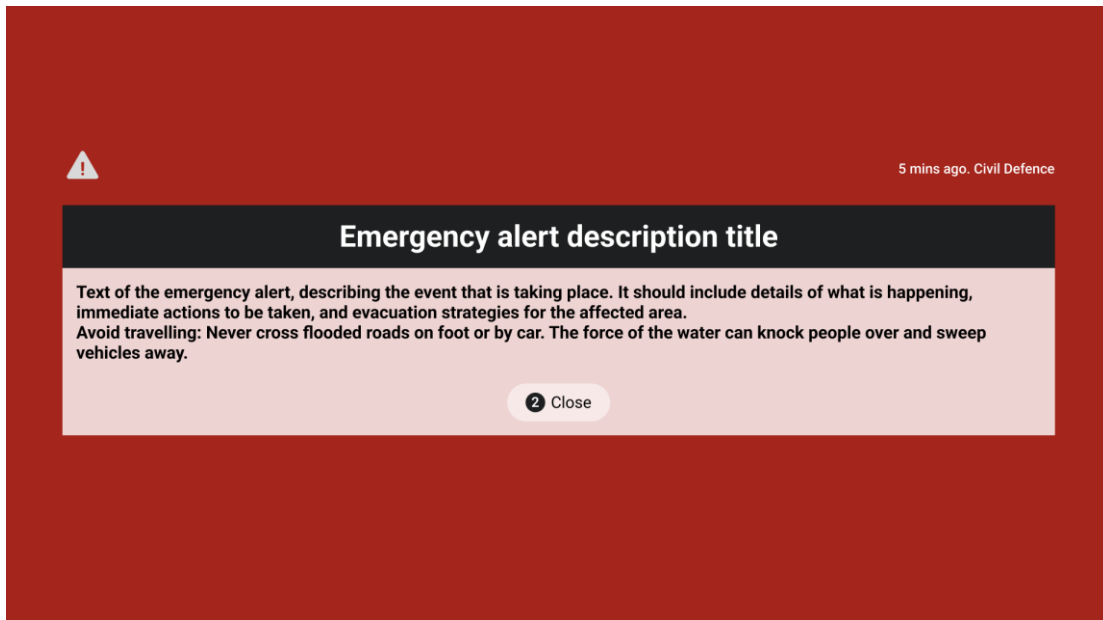 5 mins ago. Civil Defence
Emergency alert description title
Text of the emergency alert, describing the event that is taking place. It should include details of what is happening,
immediate actions to be taken, and evacuation strategies for the affected area.
Avoid travelling: Never cross flooded roads on foot or by car. The force of the water can knock people over and sweep
vehicles away.
2 Close